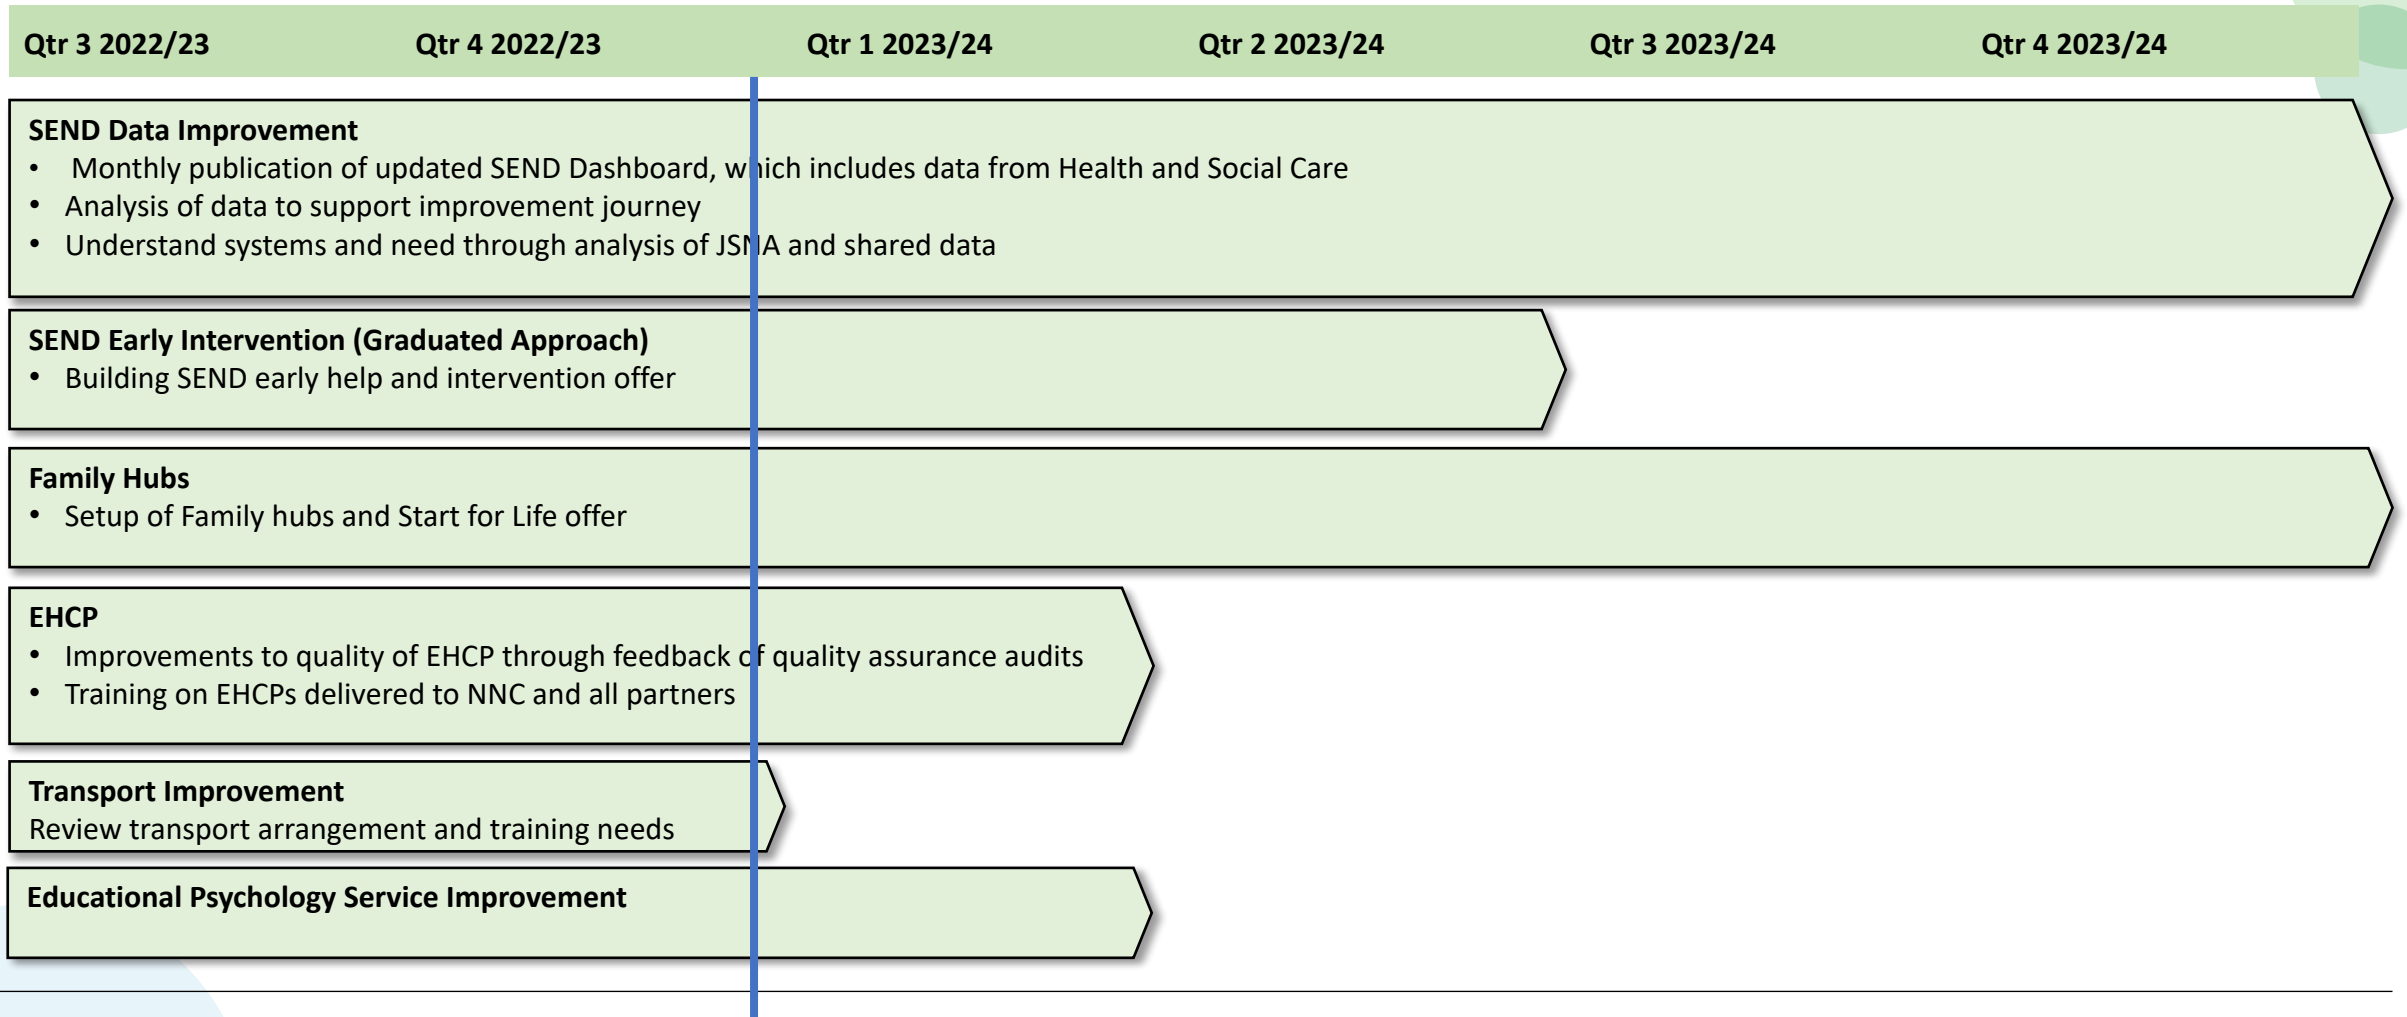 Qtr 3 2022/23 Qtr 4 2022/23 Qtr 1 2023/24 Qtr 2 2023/24 Qtr 3 2023/24 Qtr 4 2023/24
SEND Data Improvement
• Monthly publication of updated SEND Dashboard, which includes data from Health and Social Care
• Analysis of data to support improvement journey
• Understand systems and need through analysis of JSNA and shared data
SEND Early Intervention (Graduated Approach)
• Building SEND early help and intervention offer
Family Hubs
• Setup of Family hubs and Start for Life offer
EHCP
• Improvements to quality of EHCP through feedback of quality assurance audits
• Training on EHCPs delivered to NNC and all partners
Transport Improvement
Review transport arrangement and training needs
Educational Psychology Service Improvement